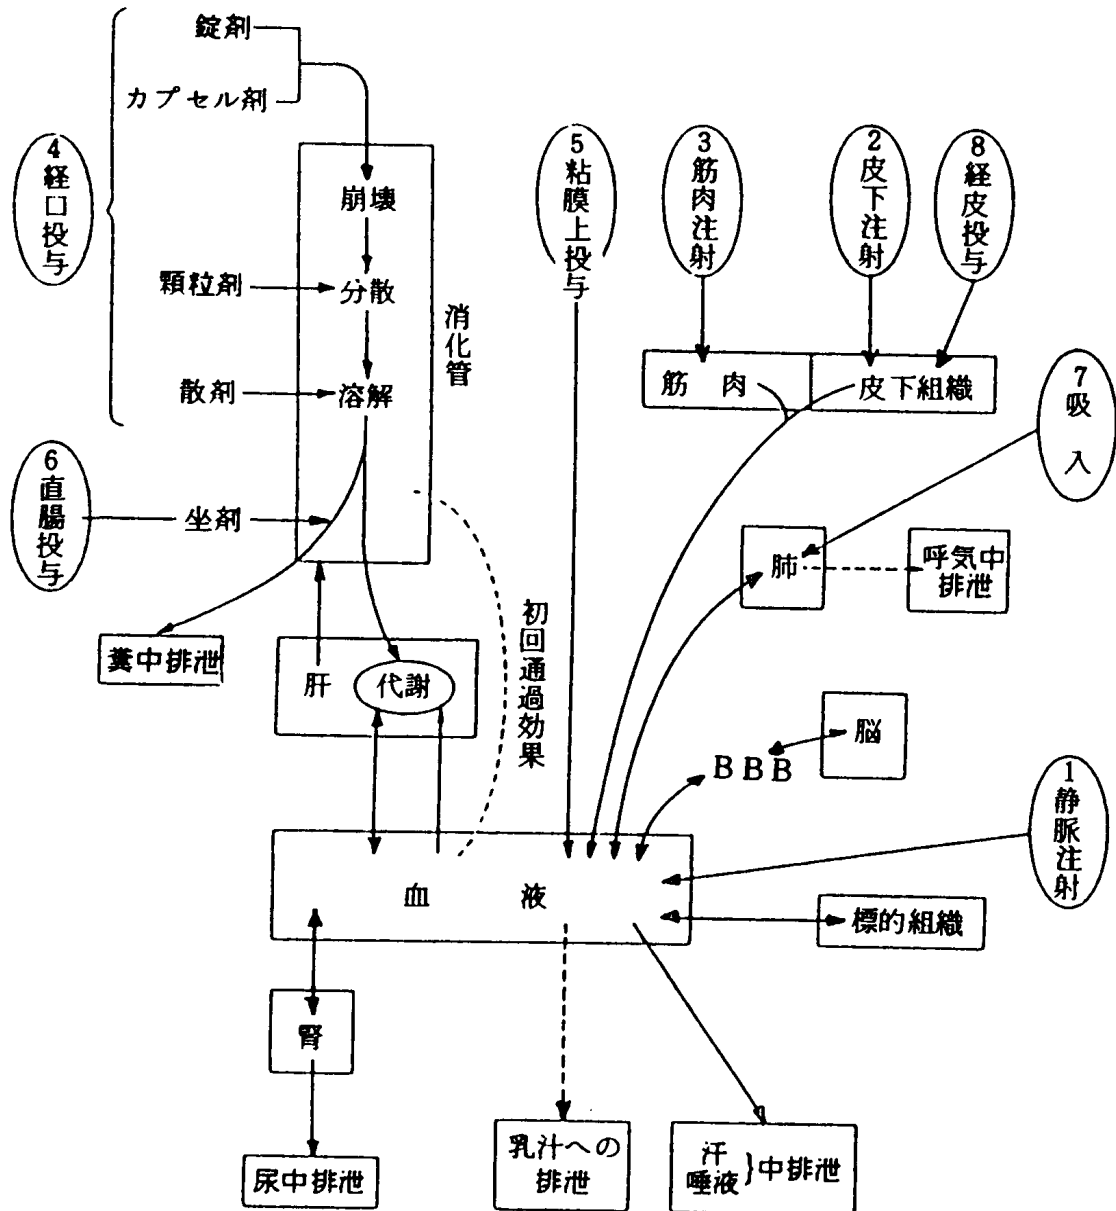 錠剤
カプセル剤
4 経口投与
崩壊
顆粒剤
分散
散剤
溶解
消化管
6 直腸投与
坐剤
糞中排泄
肝
代謝
初回通過効果
5 粘膜上投与
3 筋肉注射
2 皮下注射
8 経皮投与
筋肉
皮下組織
7 吸入
肺
呼気中
排泄
脳
BBB
1 静脈注射
血液
標的組織
腎
尿中排泄
乳汁への
排泄
汗
唾液}中排泄